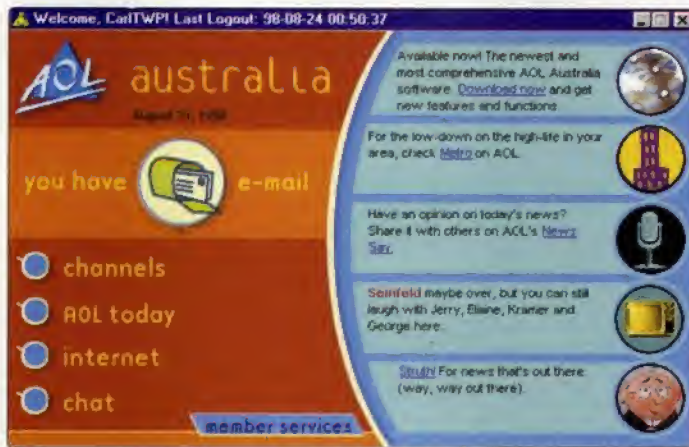 Welcome, CarlTWP! Last Logout: 98-08-24 00:50:37
AOL australia
August 24, 1998
you have e-mail
channels
AOL today
internet
chat
member services
Available now! The newest and
most comprehensive AOL Australia
software. Download now and get
new features and functions.
For the low-down on the high-life in your
area, check Metro on AOL.
Have an opinion on today's news?
Share it with others on AOL's News
Say.
Seinfeld maybe over, but you can still
laugh with Jerry, Elaine, Kramer and
George here.
Struth! For news that's out there
(way, way out there).